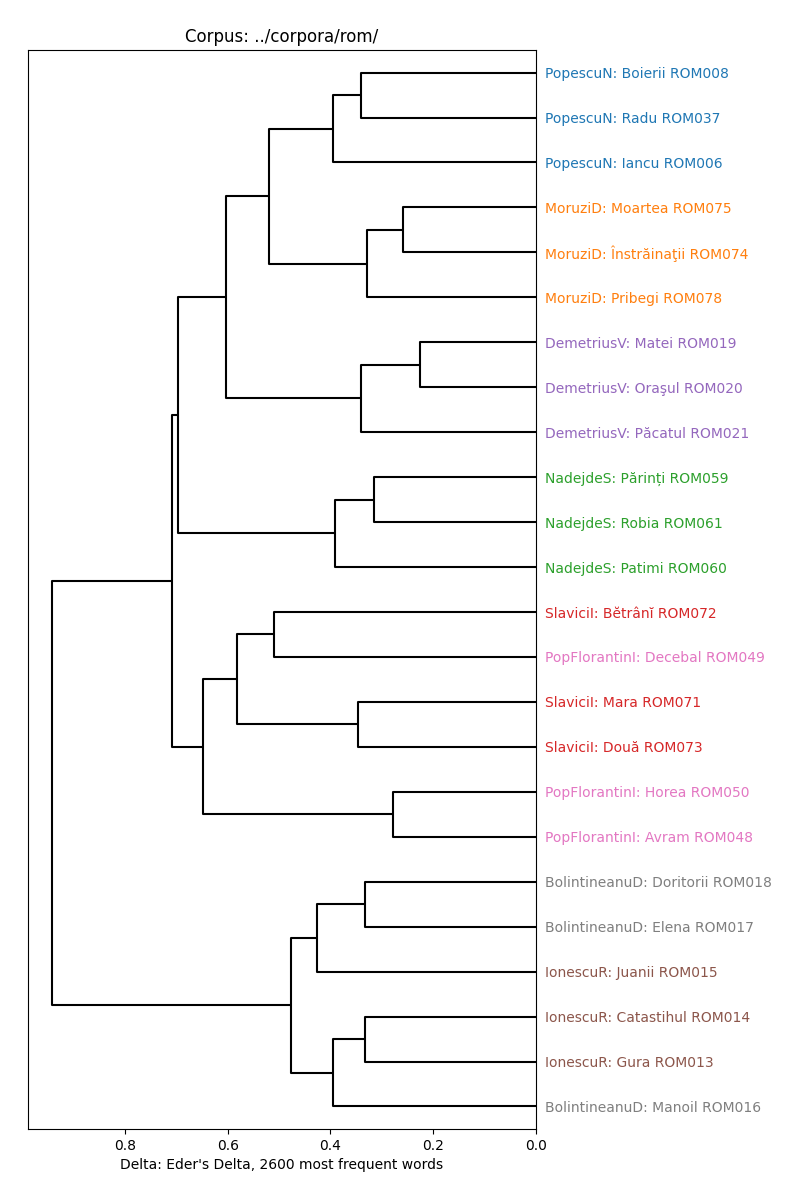 Corpus: ../corpora/rom/
PopescuN: Boierii ROM008
PopescuN: Radu ROM037
PopescuN: Iancu ROM006
MoruziD: Moartea ROM075
MoruziD: Înstrăinaţii ROM074
MoruziD: Pribegi ROM078
DemetriusV: Matei ROM019
DemetriusV: Oraşul ROM020
DemetriusV: Păcatul ROM021
NadejdeS: Părinți ROM059
NadejdeS: Robia ROM061
NadejdeS: Patimi ROM060
SlaviciI: Bĕtrânĭ ROM072
PopFlorantinI: Decebal ROM049
SlaviciI: Mara ROM071
SlaviciI: Două ROM073
PopFlorantinI: Horea ROM050
PopFlorantinI: Avram ROM048
BolintineanuD: Doritorii ROM018
BolintineanuD: Elena ROM017
IonescuR: Juanii ROM015
IonescuR: Catastihul ROM014
IonescuR: Gura ROM013
BolintineanuD: Manoil ROM016
0.8 0.6 0.4 0.2 0.0
Delta: Eder's Delta, 2600 most frequent words